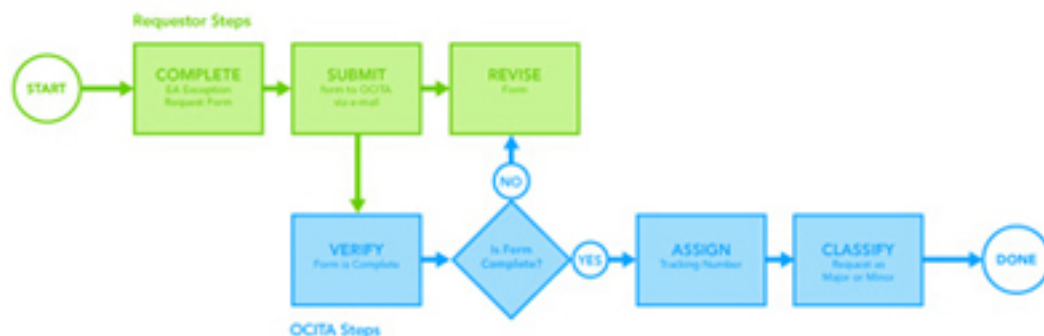 Requestor Steps
START
COMPLETE
EA Exception
Request Form
SUBMIT
form to OCITA
via e-mail
REVISE
Form
NO
VERIFY
Form is Complete
Is Form
Complete?
YES
ASSIGN
Tracking Number
CLASSIFY
Request as
Major or Minor
DONE
OCITA Steps